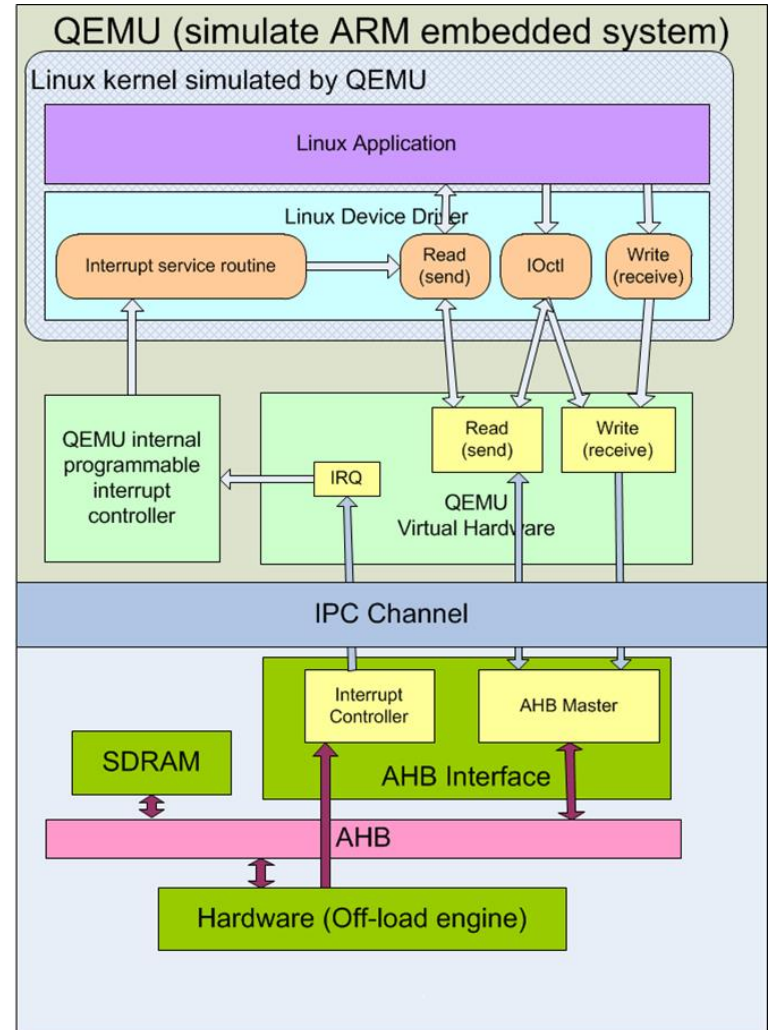 QEMU (simulate ARM embedded system)
Linux kernel simulated by QEMU
Linux Application
Linux Device Driver
Interrupt service routine
Read
(send)
IOctl
Write
(receive)
QEMU internal
programmable
interrupt
controller
IRQ
Read
(send)
Write
(receive)
QEMU
Virtual Hardware
IPC Channel
Interrupt
Controller
AHB Master
AHB Interface
SDRAM
AHB
Hardware (Off-load engine)